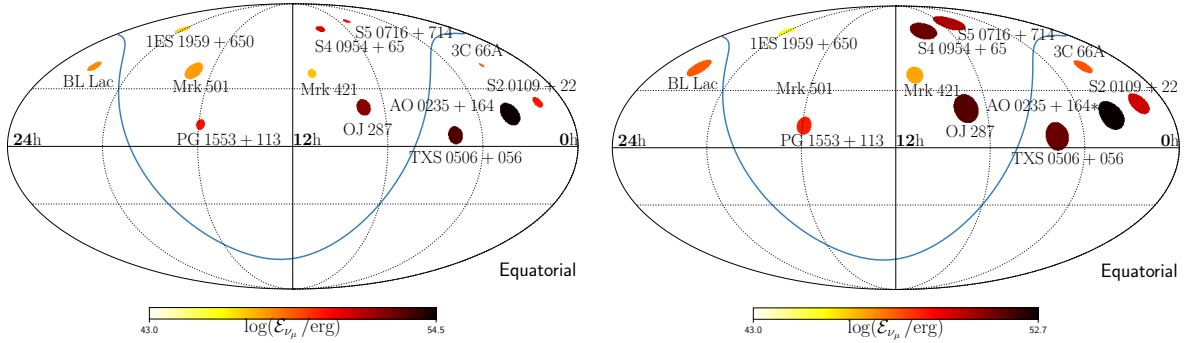 1ES 1959 + 650
S5 0716 + 714
S4 0954 + 65
3C 66A
BL Lac
Mrk 501
Mrk 421
S2 0109 + 22
AO 0235 + 164
OJ 287
PG 1553 + 113
24h
12h
0h
TXS 0506 + 056
Equatorial
43.0
54.5
log(ℰ_{ν_μ}/erg)
1ES 1959 + 650
S5 0716 + 714
S4 0954 + 65
3C 66A
BL Lac
Mrk 501
Mrk 421
S2 0109 + 22
AO 0235 + 164*
OJ 287
PG 1553 + 113
24h
12h
0h
TXS 0506 + 056
Equatorial
43.0
52.7
log(ℰ_{ν_μ}/erg)